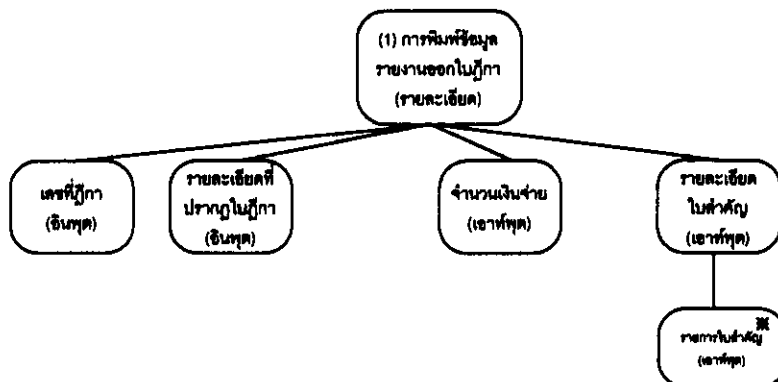 (1) การพิมพ์ข้อมูล
รายงานออกใบฎีกา
(รายละเอียด)
เลขที่ฎีกา
(อินพุต)
รายละเอียดที่
ปรากฏในฎีกา
(อินพุต)
จำนวนเงินจ่าย
(เอาท์พุต)
รายละเอียด
ใบสำคัญ
(เอาท์พุต)
รายการใบสำคัญ ※
(เอาท์พุต)